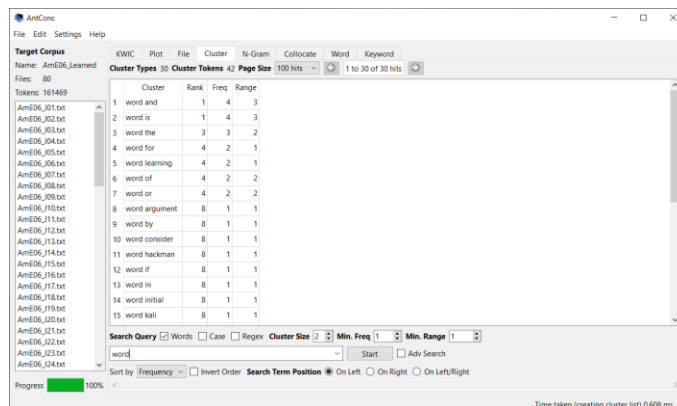 AntConc
File Edit Settings Help
Target Corpus
Name: AmE06_Learned
Files: 80
Tokens: 161469
AmE06_J01.txt
AmE06_J02.txt
AmE06_J03.txt
AmE06_J04.txt
AmE06_J05.txt
AmE06_J06.txt
AmE06_J07.txt
AmE06_J08.txt
AmE06_J09.txt
AmE06_J10.txt
AmE06_J11.txt
AmE06_J12.txt
AmE06_J13.txt
AmE06_J14.txt
AmE06_J15.txt
AmE06_J16.txt
AmE06_J17.txt
AmE06_J18.txt
AmE06_J19.txt
AmE06_J20.txt
AmE06_J21.txt
AmE06_J22.txt
AmE06_J23.txt
AmE06_J24.txt
Progress 100%
KWIC Plot File Cluster N-Gram Collocate Word Keyword
Cluster Types 30 Cluster Tokens 42 Page Size 100 hits 1 to 30 of 30 hits
Cluster Rank Freq Range
1 word and 1 4 3
2 word is 1 4 3
3 word the 3 3 2
4 word for 4 2 1
5 word learning 4 2 1
6 word of 4 2 2
7 word or 4 2 2
8 word argument 8 1 1
9 word by 8 1 1
10 word consider 8 1 1
11 word hackman 8 1 1
12 word if 8 1 1
13 word in 8 1 1
14 word initial 8 1 1
15 word kali 8 1 1
Search Query Words Case Regex Cluster Size 2 Min. Freq 1 Min. Range 1
word Start Adv Search
Sort by Frequency Invert Order Search Term Position On Left On Right On Left/Right
Time taken (creating cluster list) 0.608 ms